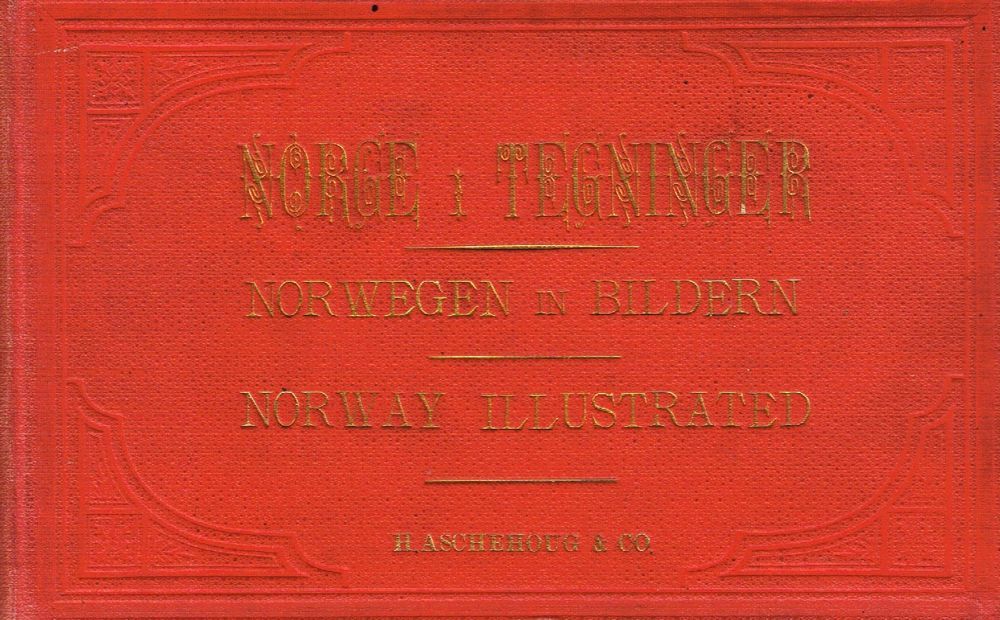 NORGE I TEGNINGER
NORWEGEN IN BILDERN
NORWAY ILLUSTRATED
H. ASCHEHOUG & CO.